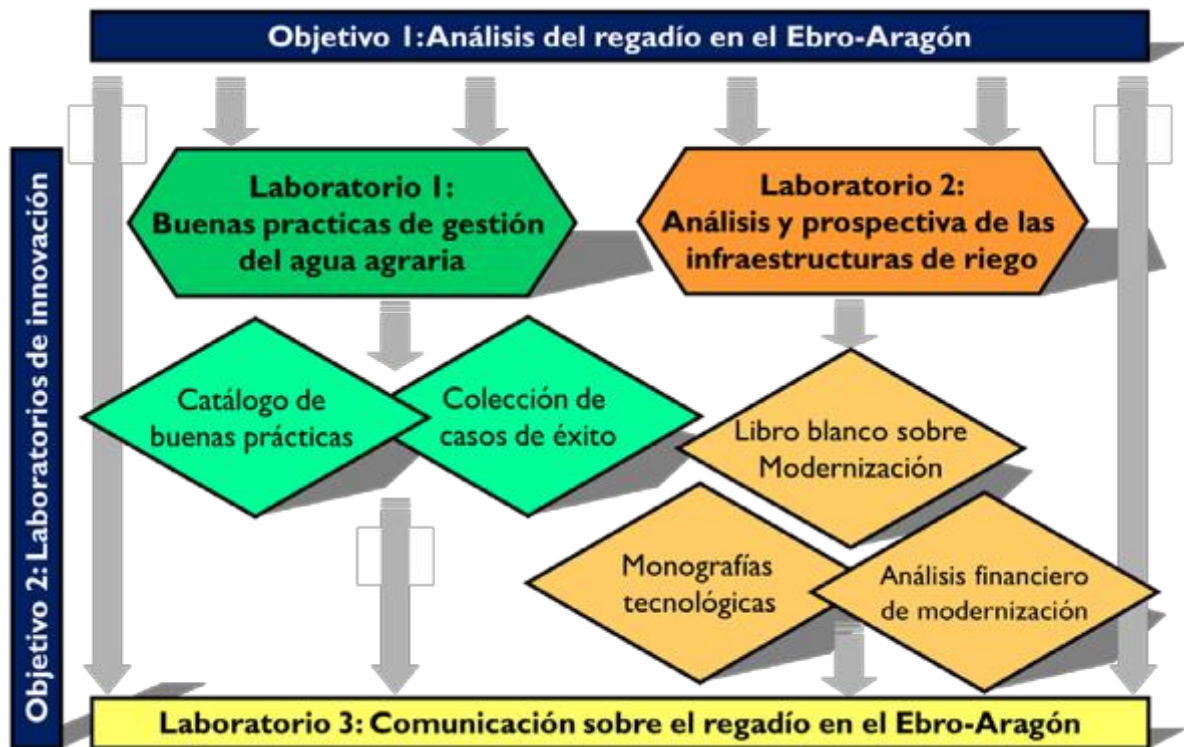 Objetivo 1: Análisis del regadío en el Ebro-Aragón
Objetivo 2: Laboratorios de innovación
Laboratorio 1:
Buenas practicas de gestión
del agua agraria
Laboratorio 2:
Análisis y prospectiva de las
infraestructuras de riego
Catálogo de
buenas prácticas
Colección de
casos de éxito
Libro blanco sobre
Modernización
Monografías
tecnológicas
Análisis financiero
de modernización
Laboratorio 3: Comunicación sobre el regadío en el Ebro-Aragón